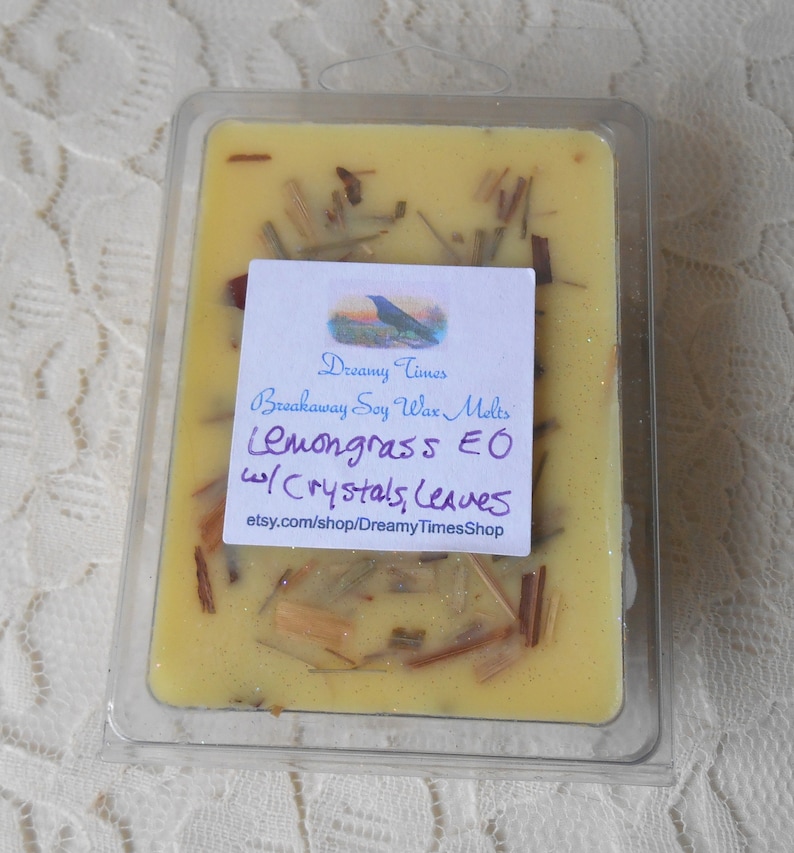 Dreamy Times
Breakaway Soy Wax Melts
Lemongrass EO
w/ Crystals, Leaves
etsy.com/shop/DreamyTimesShop